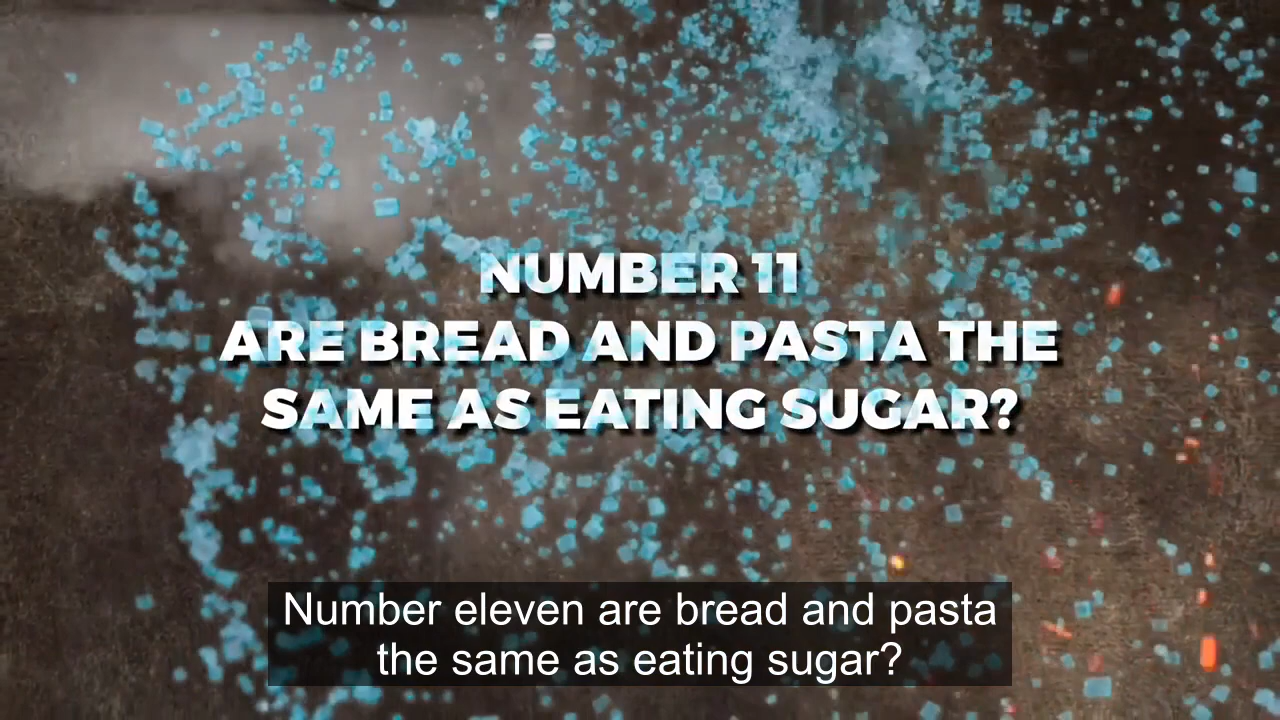 NUMBER 11
ARE BREAD AND PASTA THE
SAME AS EATING SUGAR?
Number eleven are bread and pasta
the same as eating sugar?